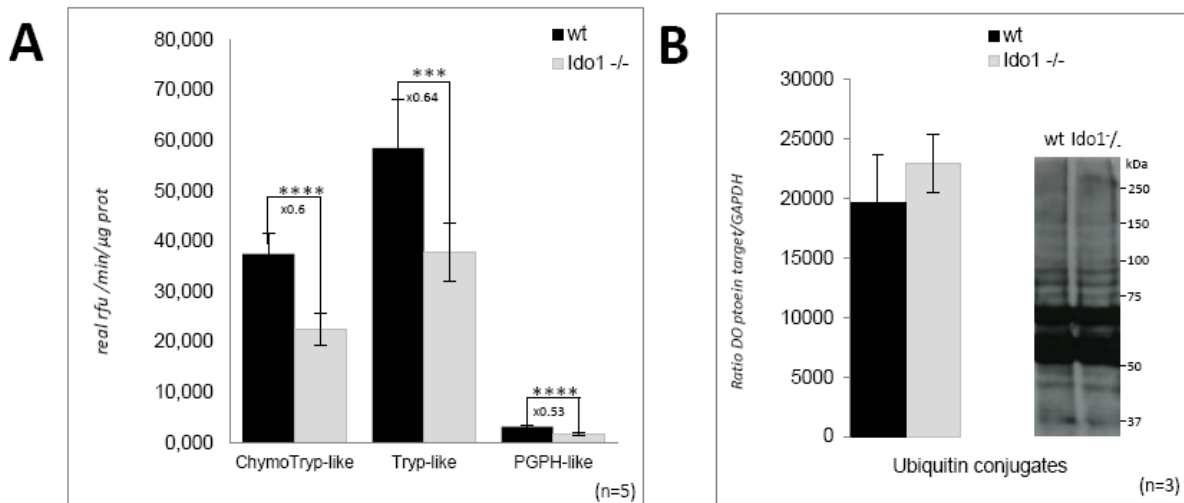 A
wt
Ido1 -/-
80,000
70,000
60,000
50,000
40,000
30,000
20,000
10,000
0,000
real rfu /min/µg prot
****
x0.6
***
x0.64
****
x0.53
ChymoTryp-like Tryp-like PGPH-like
(n=5)
B
wt
Ido1 -/-
30000
25000
20000
15000
10000
5000
0
Ratio DO ptoein target/GAPDH
wt Ido1-/-
kDa
250
150
100
75
50
37
Ubiquitin conjugates
(n=3)